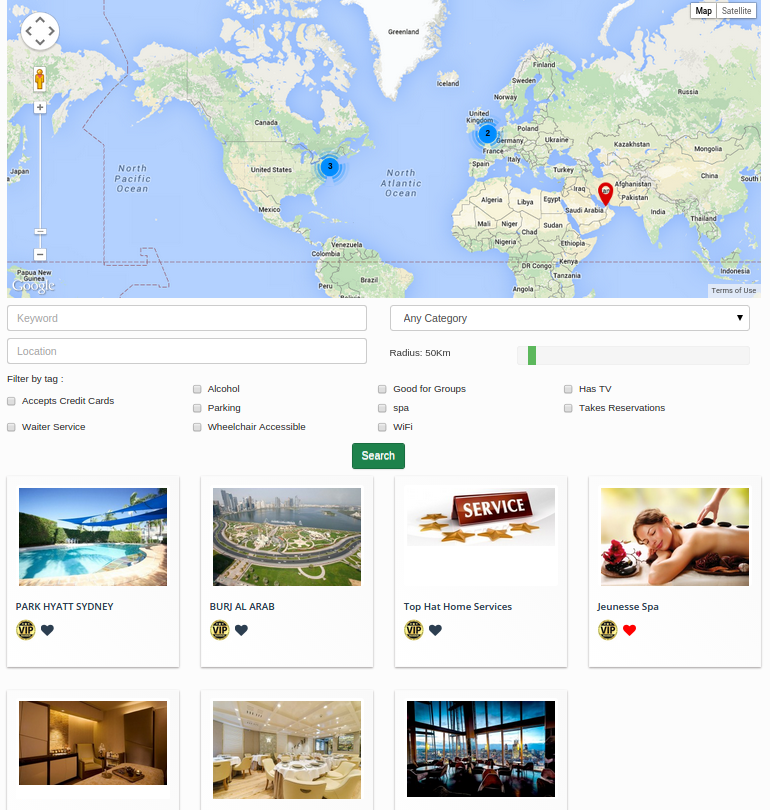 Map Satellite
Greenland
Iceland
Finland
Sweden
Norway
Russia
United
Kingdom
Canada
2
Poland
Germany
Ukraine
France
Kazakhstan
Mongolia
Japan
North
Pacific
Ocean
United States
3
North
Atlantic
Ocean
Spain
Italy
Turkey
China
South
Iraq
Afghanistan
Pakistan
Algeria
Libya
Egypt
Saudi Arabia
India
Mexico
Mali
Niger
Chad
Sudan
Thailand
Nigeria
Ethiopia
Venezuela
Colombia
Kenya
DR Congo
Tanzania
Indonesia
Papua New
Guinea
Peru
Brazil
Angola
Bolivia
Google
Terms of Use
Keyword
Any Category
Location
Radius: 50Km
Filter by tag :
Accepts Credit Cards
Alcohol
Good for Groups
Has TV
Parking
spa
Takes Reservations
Waiter Service
Wheelchair Accessible
WiFi
Search
SERVICE
PARK HYATT SYDNEY
BURJ AL ARAB
Top Hat Home Services
Jeunesse Spa
VIP
VIP
VIP
VIP